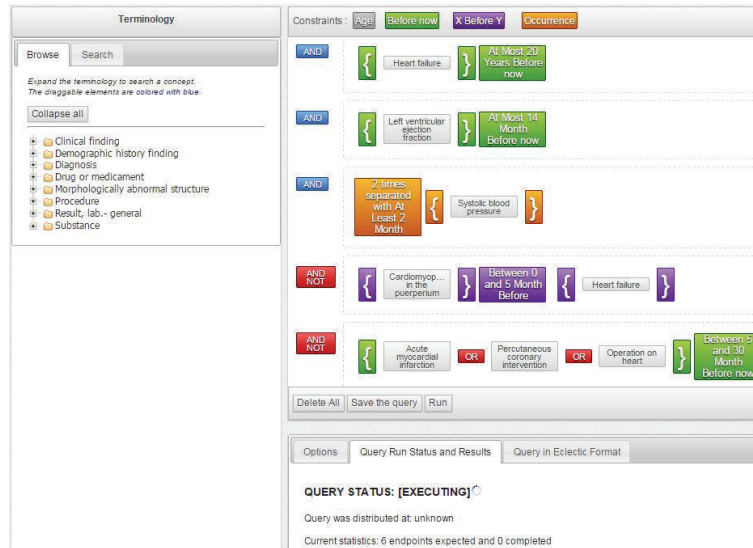 Terminology
Browse
Search
Expand the terminology to search a concept.
The draggable elements are colored with blue.
Collapse all
Clinical finding
Demographic history finding
Diagnosis
Drug or medicament
Morphologically abnormal structure
Procedure
Result, lab.- general
Substance
Constraints :
Age
Before now
X Before Y
Occurrence
AND
{
Heart failure
}
At Most 20
Years Before
now
AND
{
Left ventricular
ejection
fraction
}
At Most 14
Month
Before now
AND
2 times
separated
with At
Least 2
Month
{
Systolic blood
pressure
}
AND
NOT
{
Cardiomyop...
in the
puerperium
}
Between 0
and 5 Month
Before
{
Heart failure
}
AND
NOT
{
Acute
myocardial
infarction
OR
Percutaneous
coronary
intervention
OR
Operation on
heart
}
Between 5
and 30
Month
Before now
Delete All
Save the query
Run
Options
Query Run Status and Results
Query in Eclectic Format
QUERY STATUS: [EXECUTING]
Query was distributed at: unknown
Current statistics: 6 endpoints expected and 0 completed